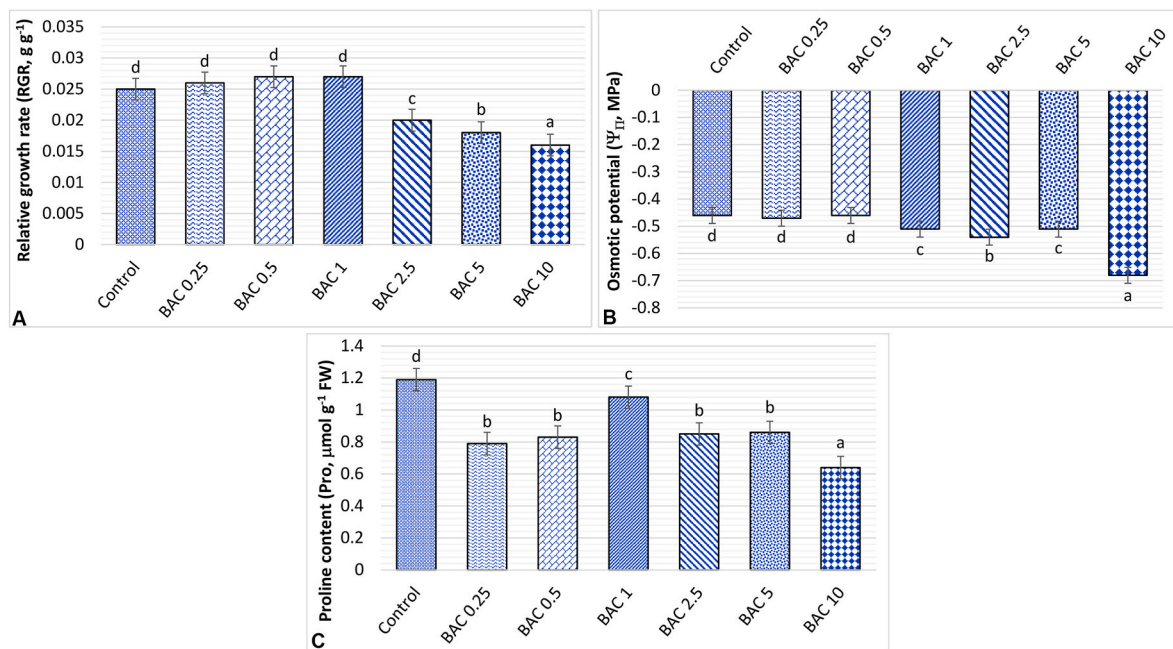 Relative growth rate (RGR, g g⁻¹)
0.035
0.03
0.025
0.02
0.015
0.01
0.005
0
d
d
d
d
c
b
a
Control
BAC 0.25
BAC 0.5
BAC 1
BAC 2.5
BAC 5
BAC 10
A
Control
BAC 0.25
BAC 0.5
BAC 1
BAC 2.5
BAC 5
BAC 10
Osmotic potential (Ψ_Π, MPa)
0
-0.1
-0.2
-0.3
-0.4
-0.5
-0.6
-0.7
-0.8
d
d
d
c
b
c
a
B
Proline content (Pro, μmol g⁻¹ FW)
1.4
1.2
1
0.8
0.6
0.4
0.2
0
d
b
b
c
b
b
a
Control
BAC 0.25
BAC 0.5
BAC 1
BAC 2.5
BAC 5
BAC 10
C